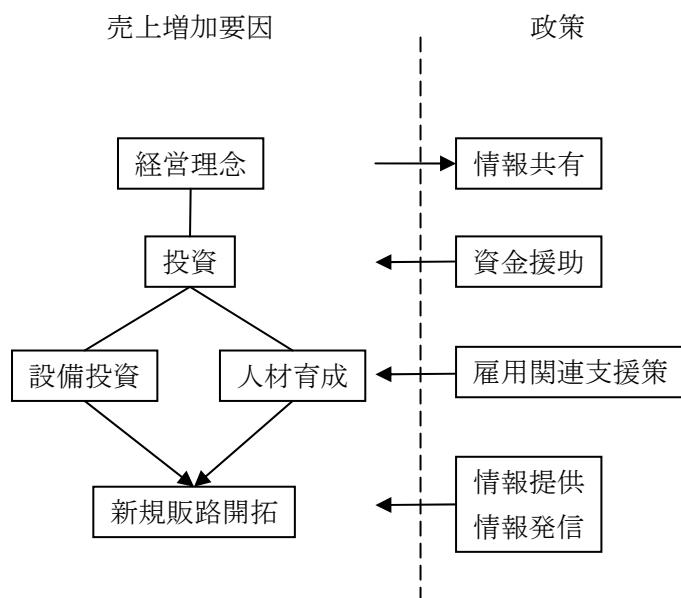 売上増加要因
政策
経営理念
情報共有
投資
資金援助
設備投資
人材育成
雇用関連支援策
新規販路開拓
情報提供
情報発信